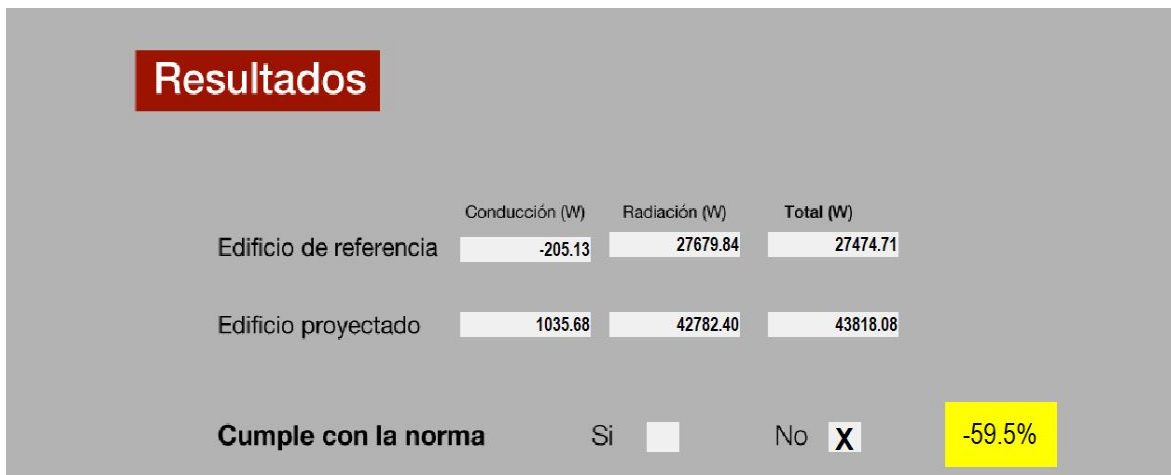 Resultados
Conducción (W) Radiación (W) Total (W)
Edificio de referencia -205.13 27679.84 27474.71
Edificio proyectado 1035.68 42782.40 43818.08
Cumple con la norma Si No X -59.5%